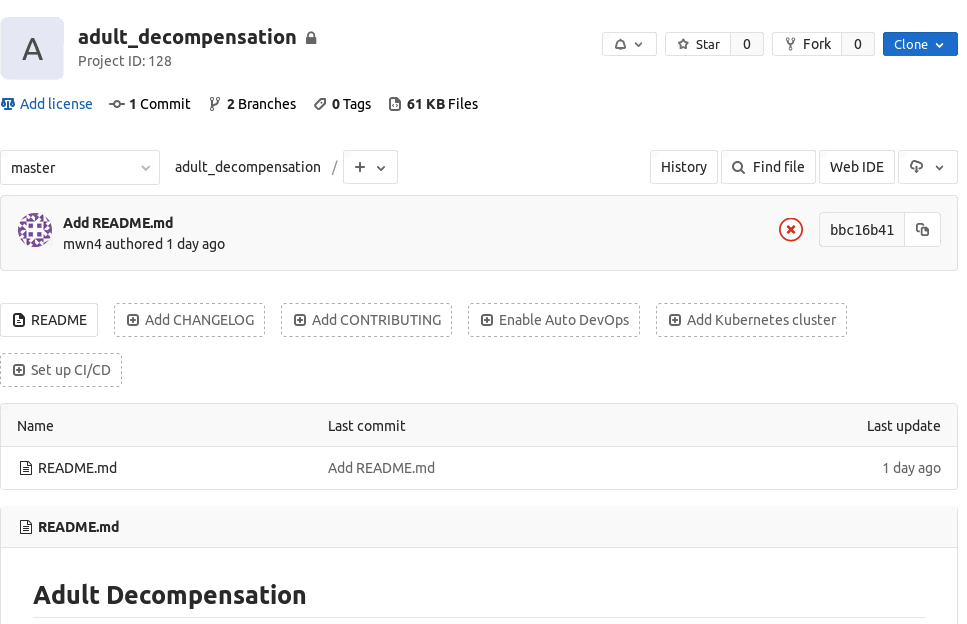 A
adult_decompensation
Project ID: 128
Star 0
Fork 0
Clone
Add license 1 Commit 2 Branches 0 Tags 61 KB Files
master adult_decompensation / + History Find file Web IDE
Add README.md
mwn4 authored 1 day ago
bbc16b41
README Add CHANGELOG Add CONTRIBUTING Enable Auto DevOps Add Kubernetes cluster
Set up CI/CD
Name Last commit Last update
README.md Add README.md 1 day ago
README.md
Adult Decompensation